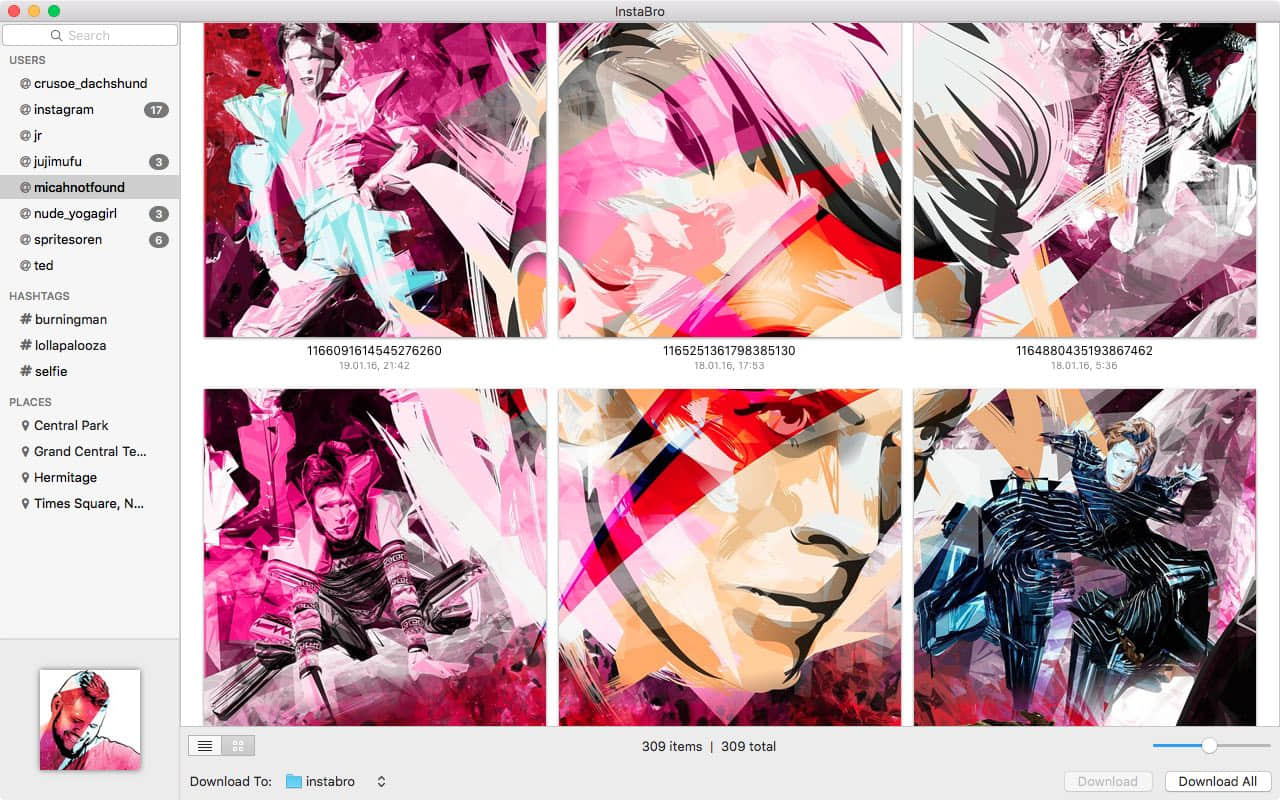 InstaBro
Search
USERS
@ crusoe_dachshund
@ instagram 17
@ jr
@ jujimufu 3
@ micahnotfound
@ nude_yogagirl 3
@ spritesoren 6
@ ted
HASHTAGS
# burningman
# lollapalooza
# selfie
PLACES
Central Park
Grand Central Te...
Hermitage
Times Square, N...
1166091614545276260
19.01.16, 21:42
1165251361798385130
18.01.16, 17:53
1164880435193867462
18.01.16, 5:36
309 items | 309 total
Download To: instabro
Download
Download All